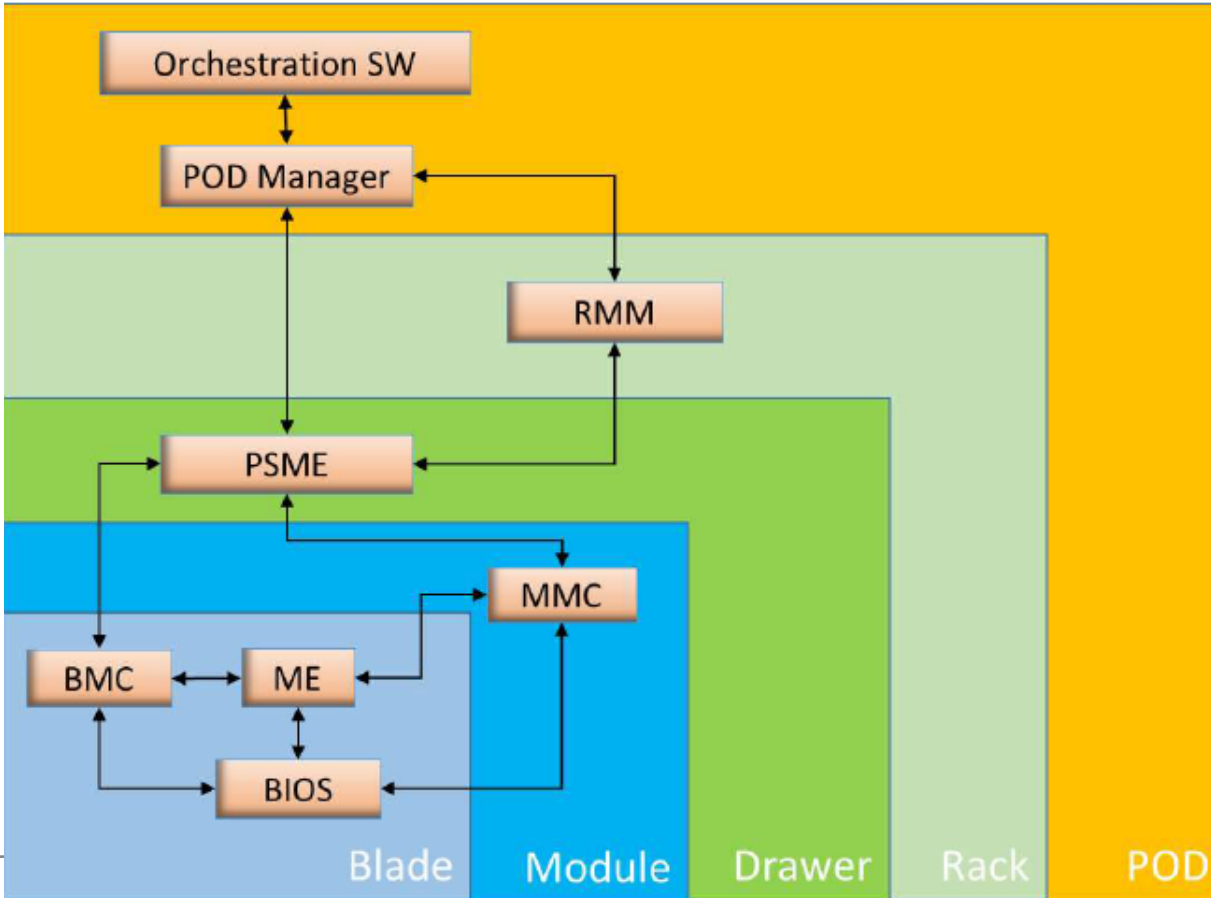 Orchestration SW
POD Manager
RMM
PSME
MMC
BMC
ME
BIOS
Blade
Module
Drawer
Rack
POD